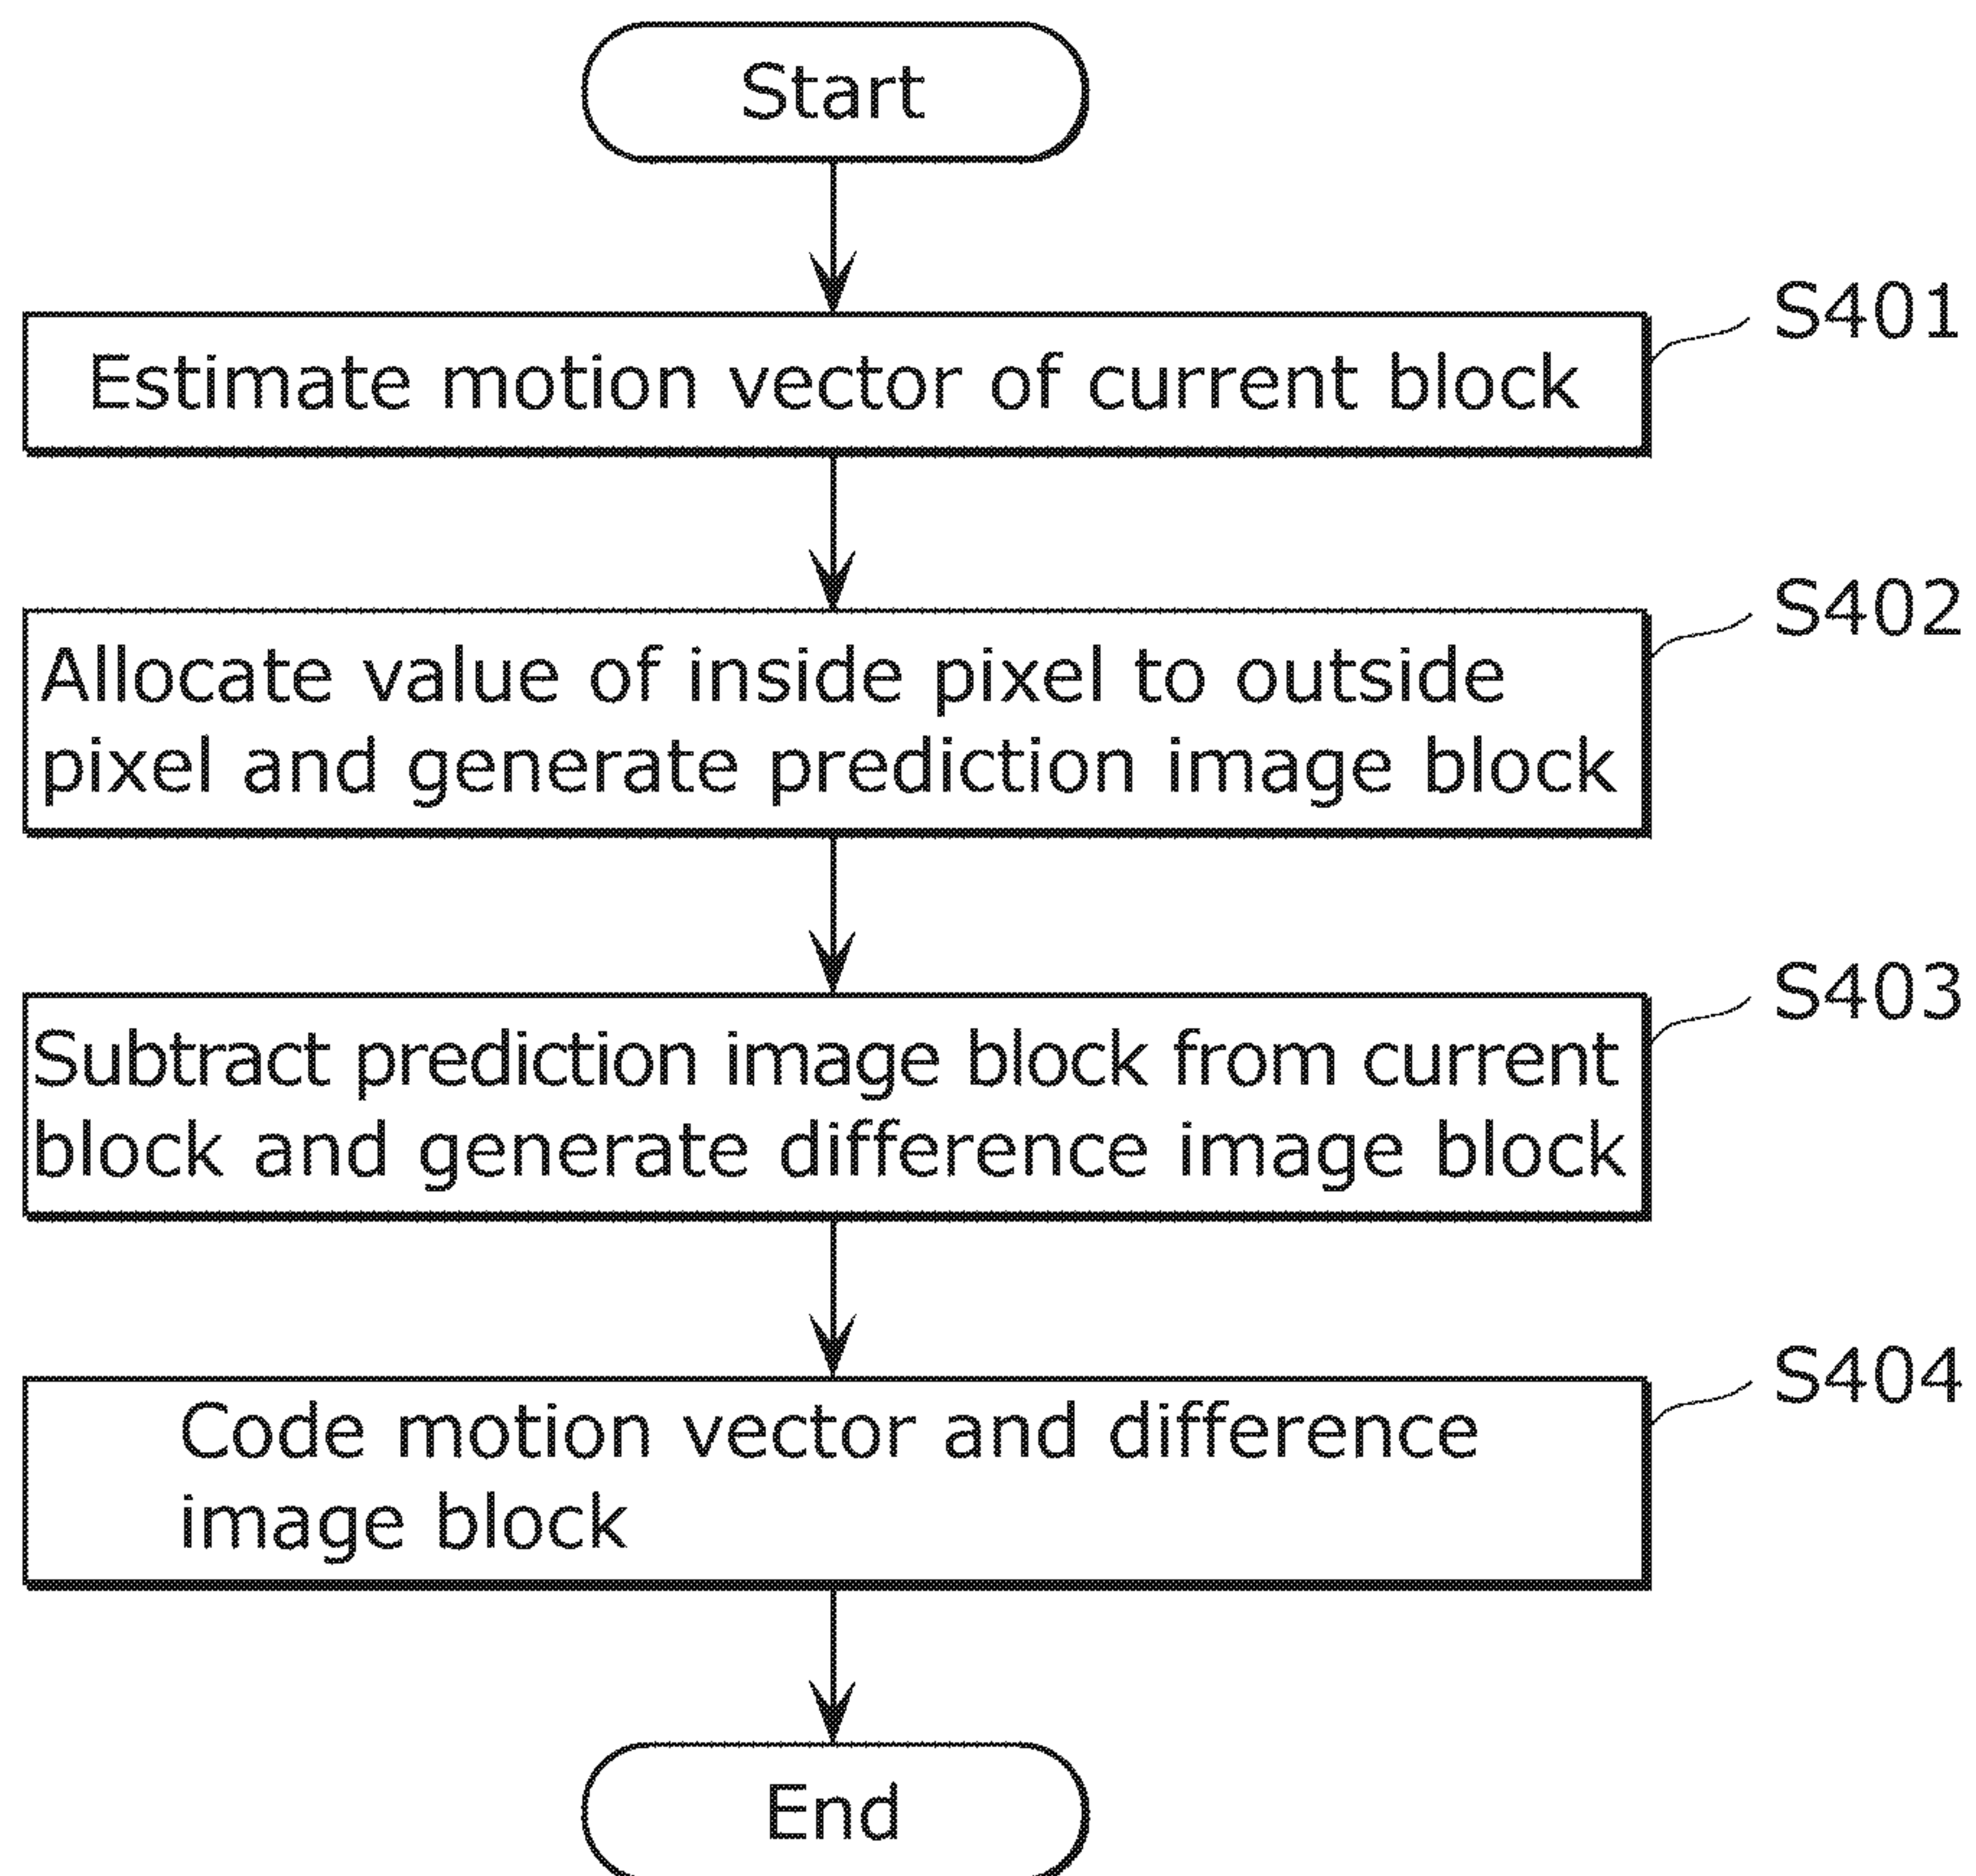 Start
S401
Estimate motion vector of current block
S402
Allocate value of inside pixel to outside
pixel and generate prediction image block
S403
Subtract prediction image block from current
block and generate difference image block
S404
Code motion vector and difference
image block
End